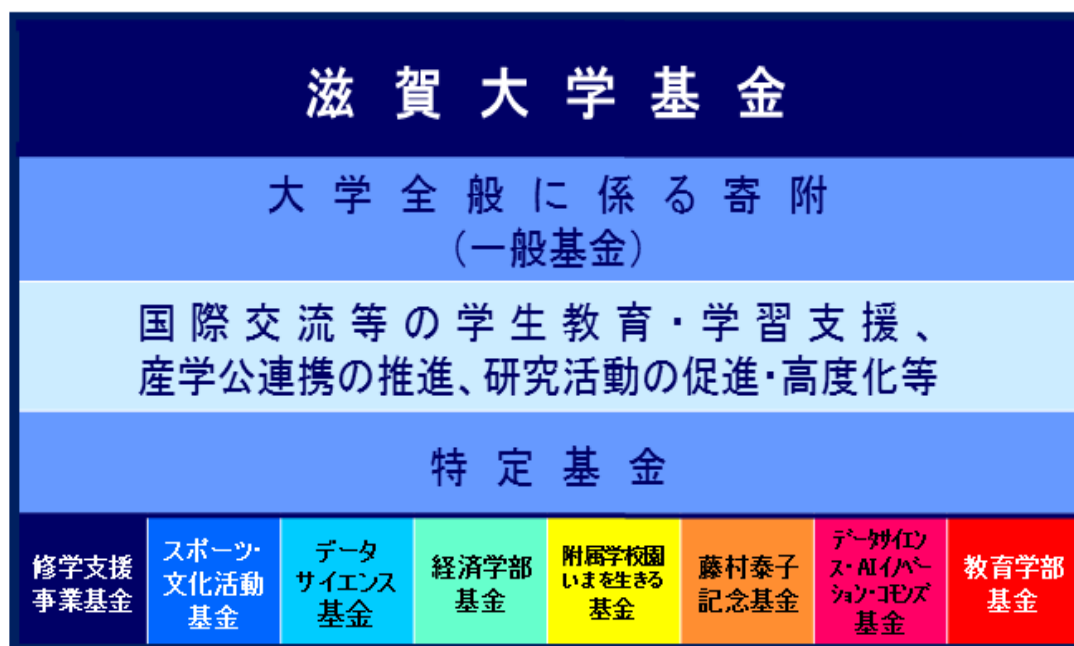 滋賀大学基金
大学全般に係る寄附
(一般基金)
国際交流等の学生教育・学習支援、
産学公連携の推進、研究活動の促進・高度化等
特定基金
修学支援
事業基金
スポーツ・
文化活動
基金
データ
サイエンス
基金
経済学部
基金
附属学校園
いまを生きる
基金
藤村泰子
記念基金
データサイエン
ス・AIイノベー
ション・コモンズ
基金
教育学部
基金